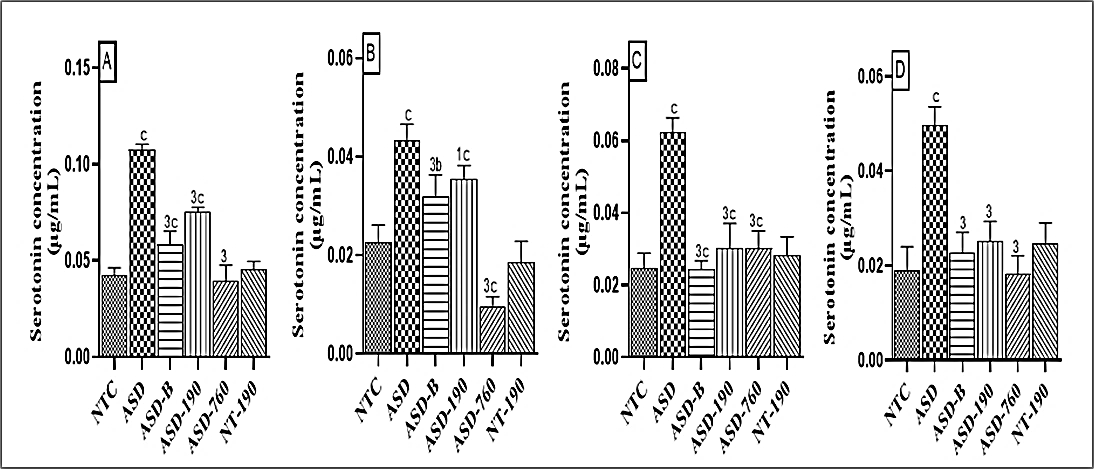 A
Serotonin concentration
(µg/mL)
0.15
0.10
0.05
0.00
c
3c
3c
3
NTC
ASD
ASD-B
ASD-190
ASD-760
NT-190
B
Serotonin concentration
(µg/mL)
0.06
0.04
0.02
0.00
c
3b
1c
3c
NTC
ASD
ASD-B
ASD-190
ASD-760
NT-190
C
Serotonin concentration
(µg/mL)
0.08
0.06
0.04
0.02
0.00
c
3c
3c
3c
NTC
ASD
ASD-B
ASD-190
ASD-760
NT-190
D
Serotonin concentration
(µg/mL)
0.06
0.04
0.02
0.00
c
3
3
3
NTC
ASD
ASD-B
ASD-190
ASD-760
NT-190